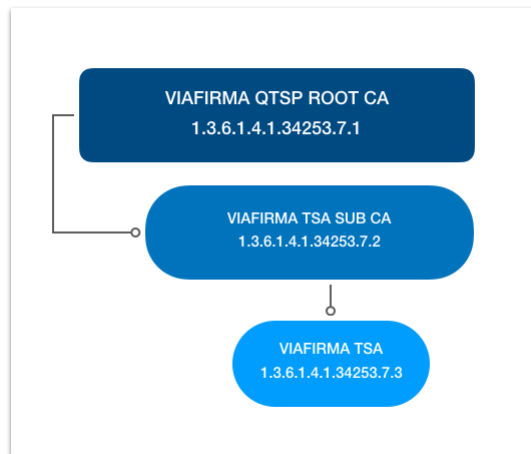 VIAFIRMA QTSP ROOT CA
1.3.6.1.4.1.34253.7.1
VIAFIRMA TSA SUB CA
1.3.6.1.4.1.34253.7.2
VIAFIRMA TSA
1.3.6.1.4.1.34253.7.3